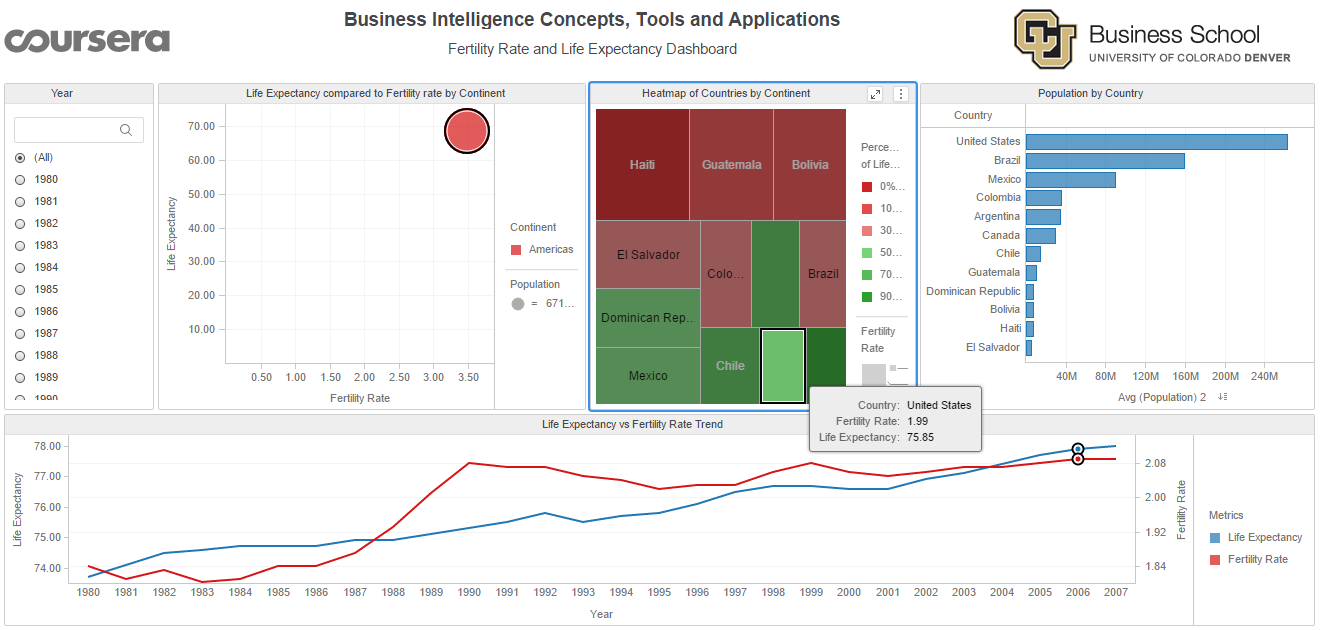 coursera
Business Intelligence Concepts, Tools and Applications
Fertility Rate and Life Expectancy Dashboard
CU
Business School
UNIVERSITY OF COLORADO DENVER
Year
(All)
1980
1981
1982
1983
1984
1985
1986
1987
1988
1989
1990
Life Expectancy compared to Fertility rate by Continent
Life Expectancy
70.00
60.00
50.00
40.00
30.00
20.00
10.00
0.50 1.00 1.50 2.00 2.50 3.00 3.50
Fertility Rate
Continent
Americas
Population
= 671...
Heatmap of Countries by Continent
Haiti
Guatemala
Bolivia
El Salvador
Colo...
Brazil
Dominican Rep...
Mexico
Chile
Perce...
of Life...
0%...
10...
30...
50...
70...
90...
Fertility
Rate
Country: United States
Fertility Rate: 1.99
Life Expectancy: 75.85
Population by Country
Country
United States
Brazil
Mexico
Colombia
Argentina
Canada
Chile
Guatemala
Dominican Republic
Bolivia
Haiti
El Salvador
40M 80M 120M 160M 200M 240M
Avg (Population) 2
Life Expectancy vs Fertility Rate Trend
Life Expectancy
78.00
77.00
76.00
75.00
74.00
1980 1981 1982 1983 1984 1985 1986 1987 1988 1989 1990 1991 1992 1993 1994 1995 1996 1997 1998 1999 2000 2001 2002 2003 2004 2005 2006 2007
Year
2.08
2.00
1.92
1.84
Fertility Rate
Metrics
Life Expectancy
Fertility Rate